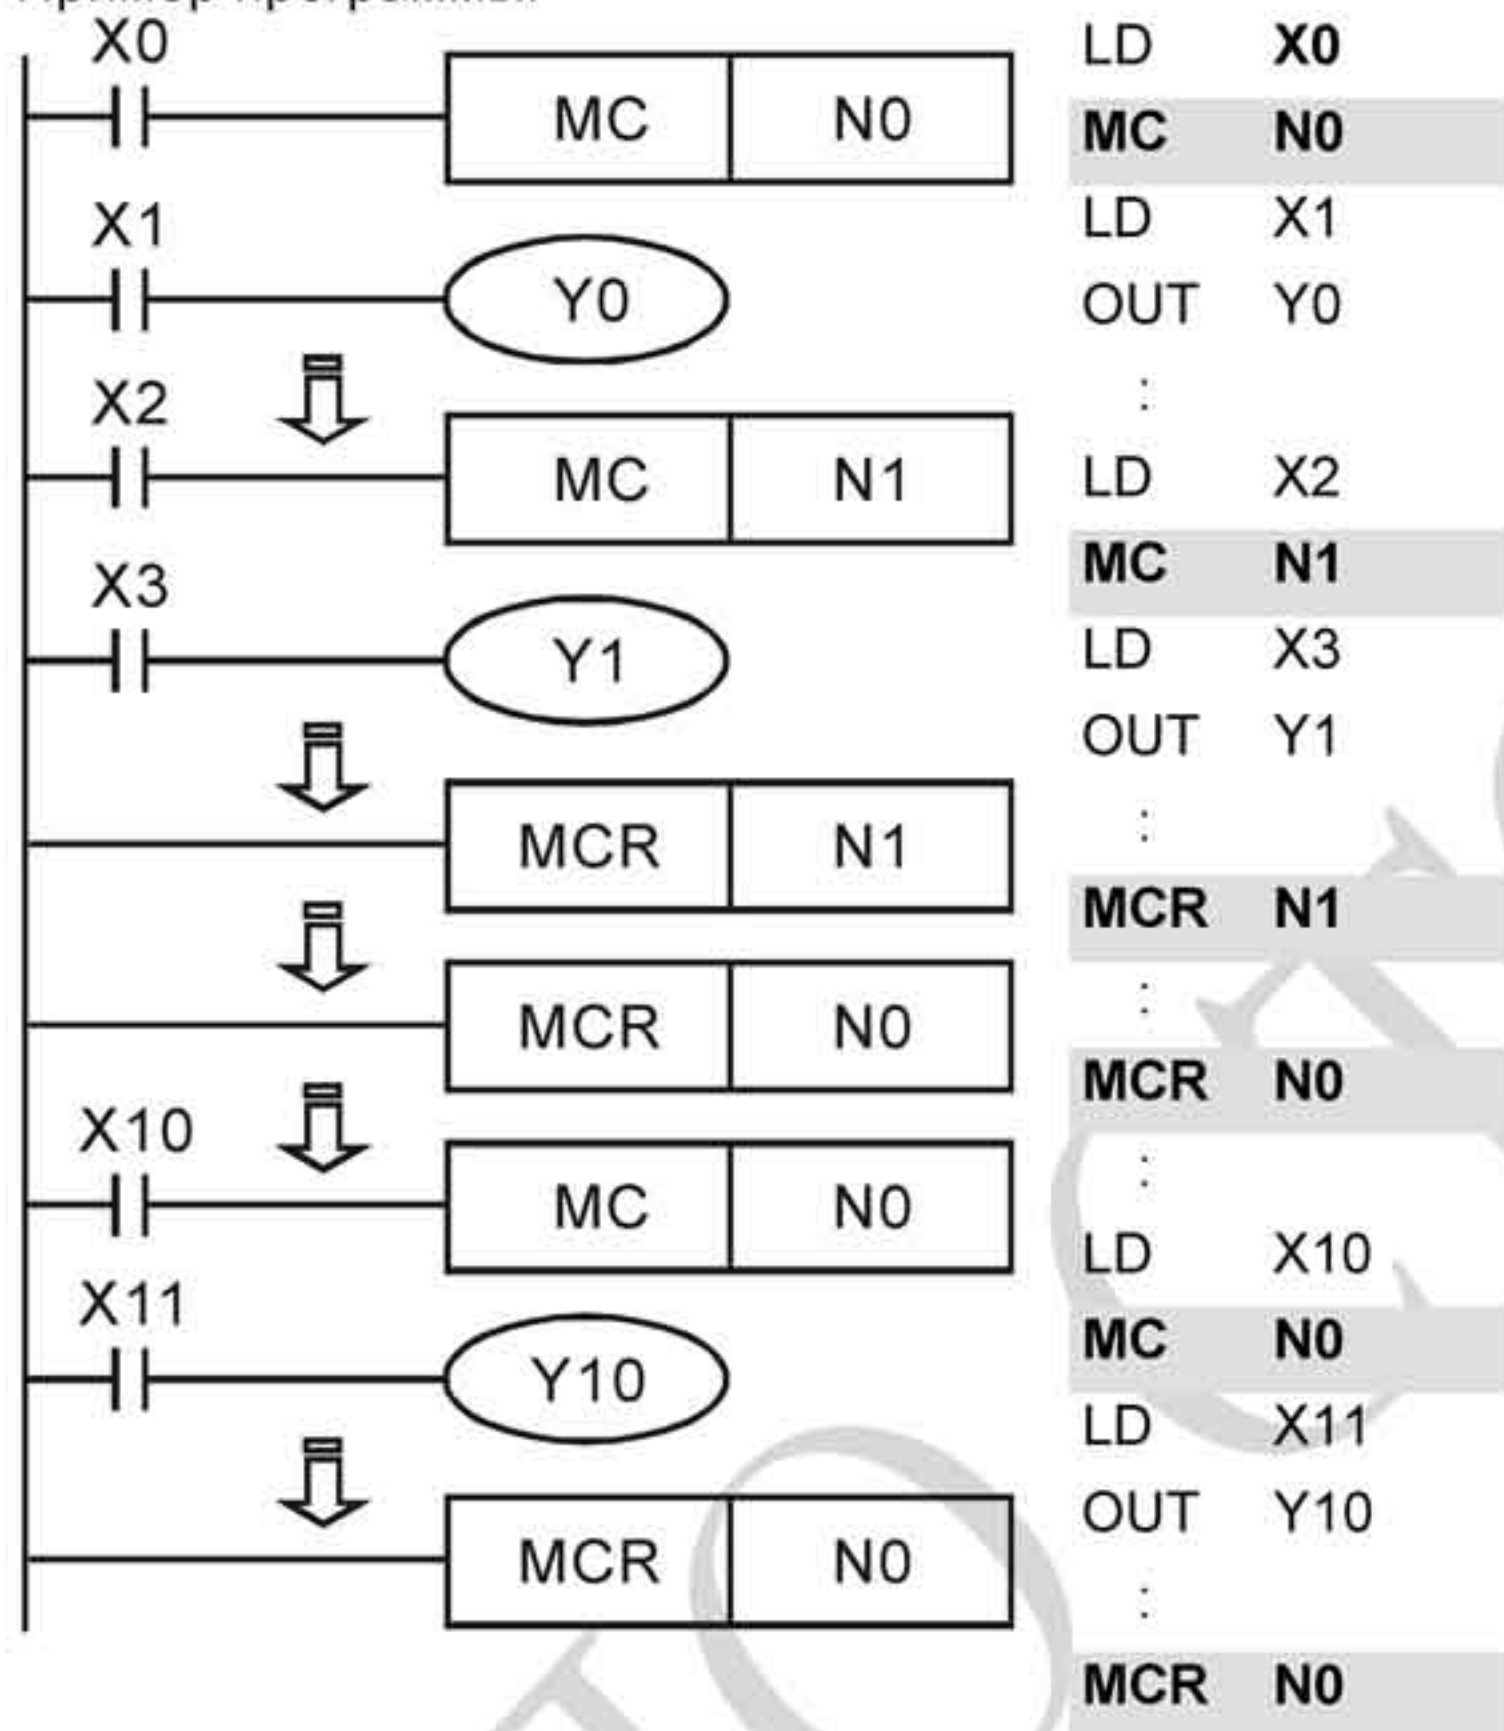 X0 MC N0 LD X0
MC N0
X1 LD X1
Y0 OUT Y0
:
X2 MC N1 LD X2
MC N1
X3 LD X3
Y1 OUT Y1
:
MCR N1 MCR N1
:
MCR N0 MCR N0
:
X10 MC N0 LD X10
MC N0
X11 LD X11
Y10 OUT Y10
:
MCR N0 MCR N0